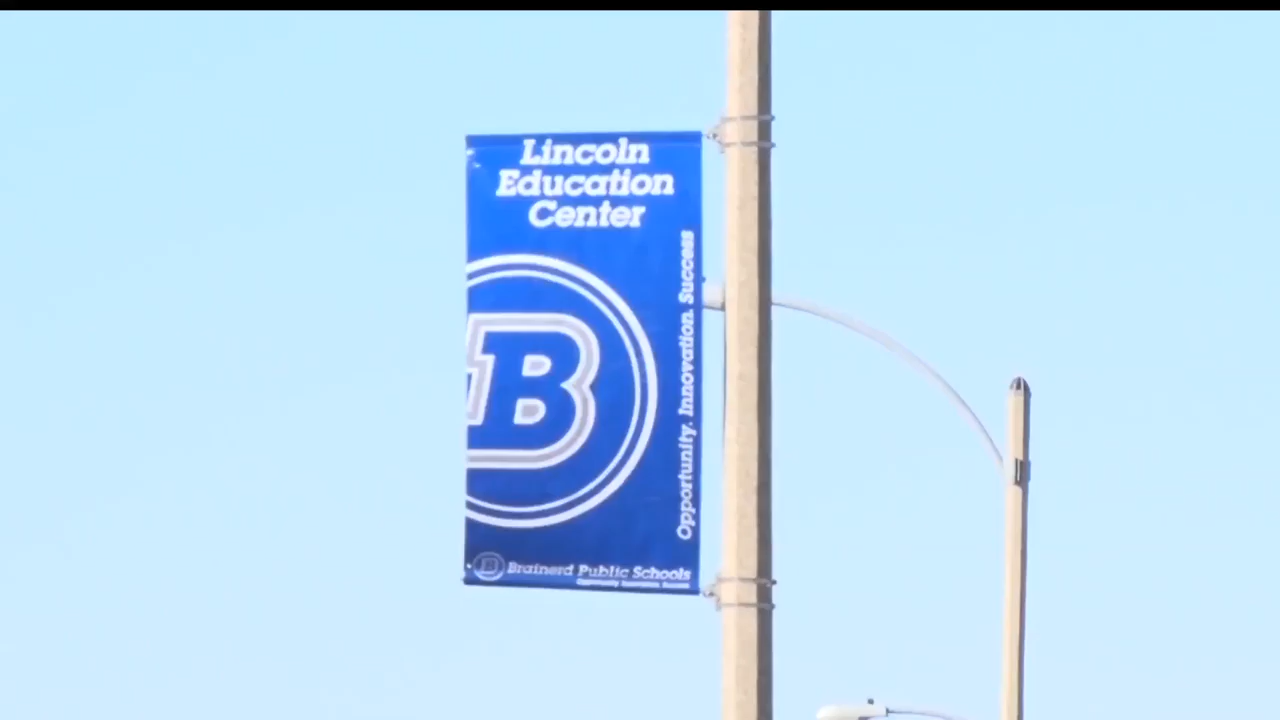 Lincoln
Education
Center
Opportunity. Innovation. Success
B
Brainerd Public Schools
Opportunity. Innovation. Success